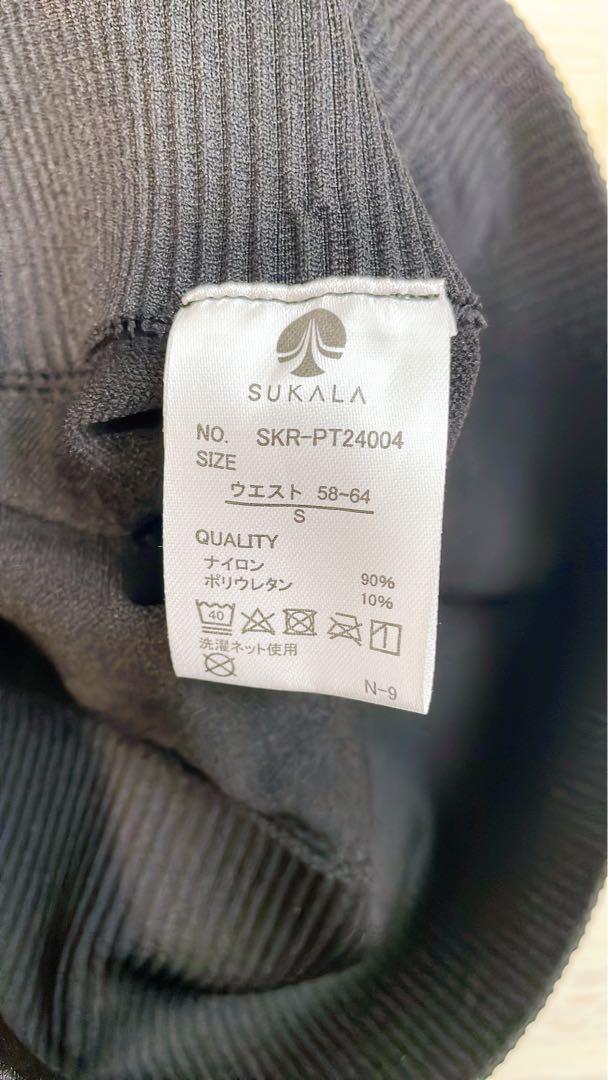 SUKALA
NO. SKR-PT24004
SIZE
ウエスト 58~64
S
QUALITY
ナイロン 90%
ポリウレタン 10%
40
洗濯ネット使用
N-9